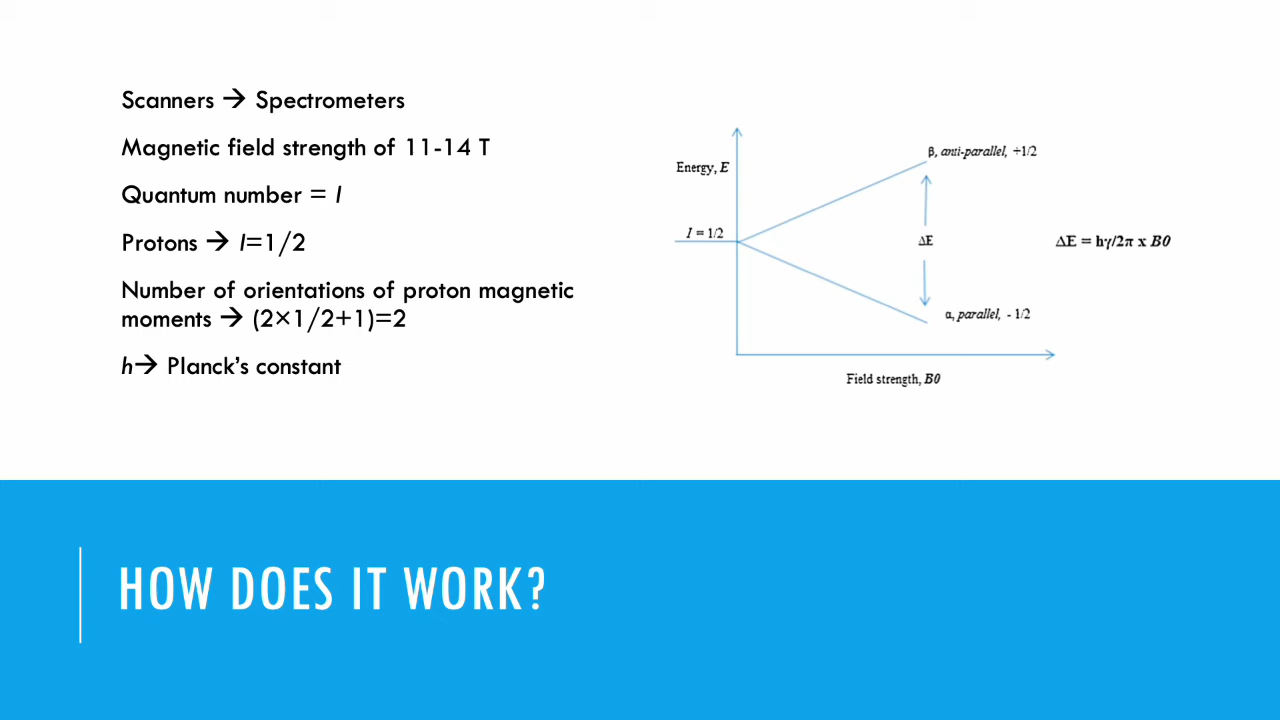 Scanners → Spectrometers
Magnetic field strength of 11-14 T
Quantum number = I
Protons → I=1/2
Number of orientations of proton magnetic
moments → (2×1/2+1)=2
h→ Planck's constant
Energy, E
I = 1/2
β, anti-parallel, +1/2
ΔE
α, parallel, - 1/2
Field strength, B0
ΔE = hγ/2π x B0
HOW DOES IT WORK?